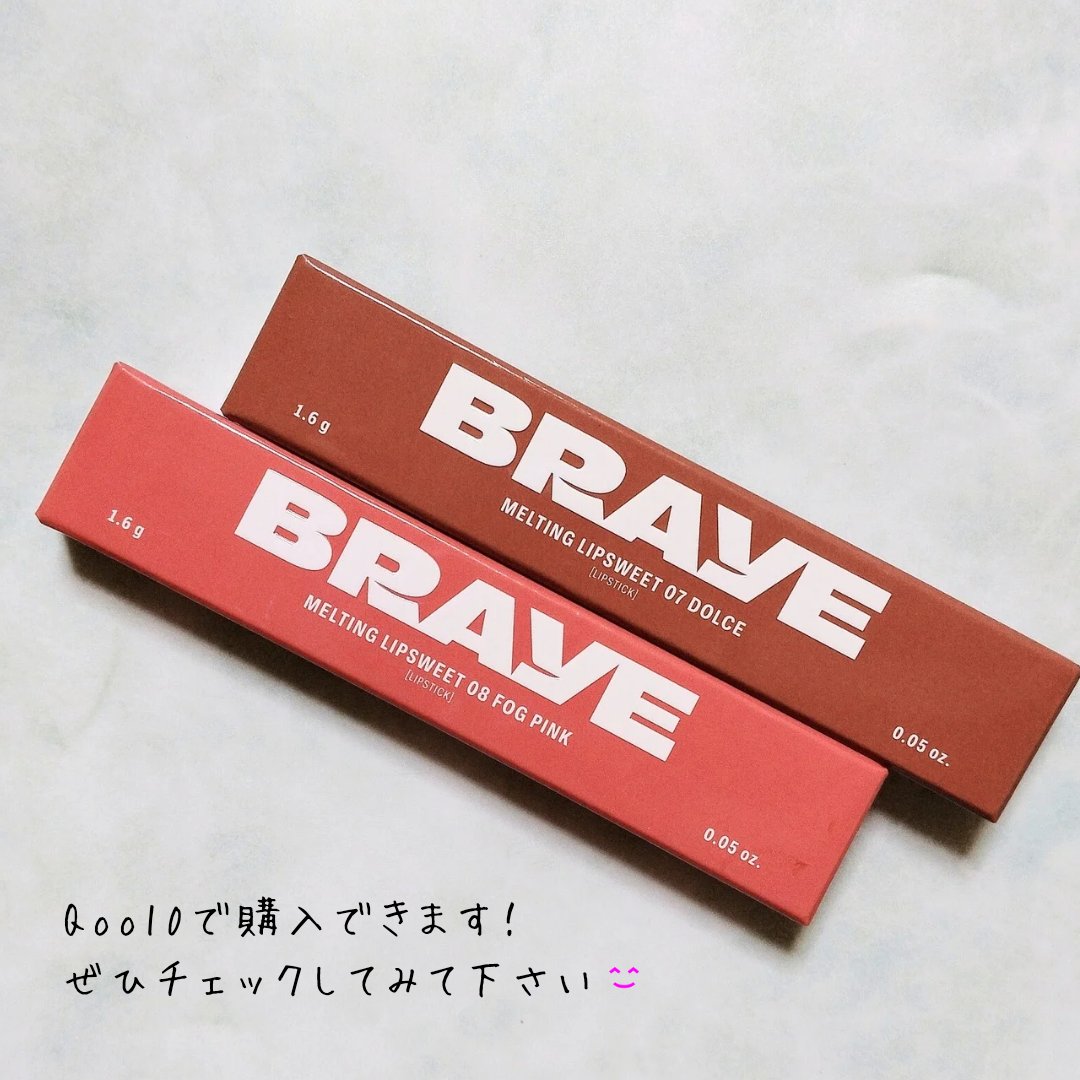 1.6 g
BRAYE
MELTING LIPSWEET 07 DOLCE
[LIPSTICK]
0.05 oz.
1.6 g
BRAYE
MELTING LIPSWEET 08 FOG PINK
[LIPSTICK]
0.05 oz.
Qoo10で購入できます!
ぜひチェックしてみて下さい